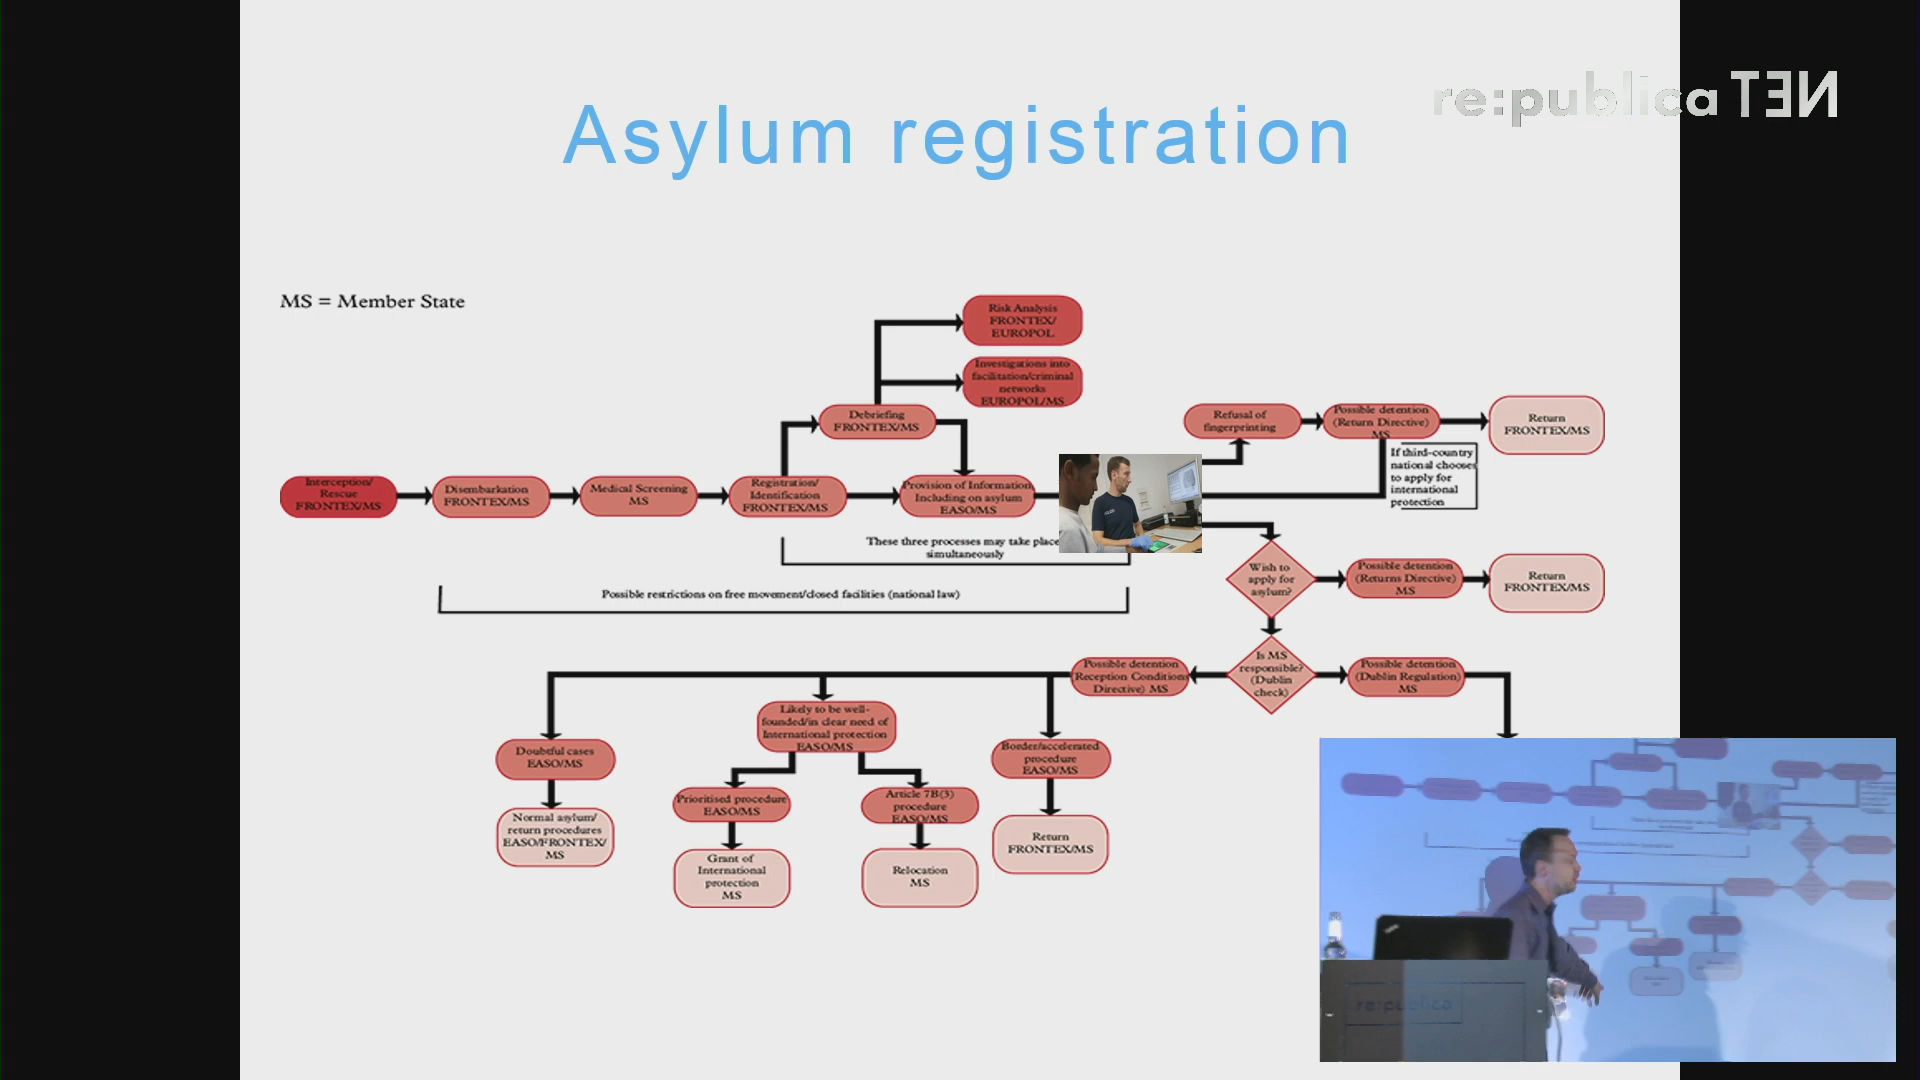 re:publica TEN
Asylum registration
MS = Member State
Risk Analysis
FRONTEX/
EUROPOL
Investigations into
facilitation/criminal
networks
EUROPOL/MS
Debriefing
FRONTEX/MS
Refusal of
fingerprinting
Possible detention
(Return Directive)
MS
Return
FRONTEX/MS
If third-country
national chooses
to apply for
international
protection
Interception/
Rescue
FRONTEX/MS
Disembarkation
FRONTEX/MS
Medical Screening
MS
Registration/
Identification
FRONTEX/MS
Provision of Information
Including on asylum
EASO/MS
These three processes may take place
simultaneously
Possible restrictions on free movement/closed facilities (national law)
Wish to
apply for
asylum?
Possible detention
(Returns Directive)
MS
Return
FRONTEX/MS
Is MS
responsible?
(Dublin
check)
Possible detention
(Reception Conditions
Directive) MS
Possible detention
(Dublin Regulation)
MS
Likely to be well-
founded/in clear need of
International protection
EASO/MS
Doubtful cases
EASO/MS
Border/accelerated
procedure
EASO/MS
Prioritised procedure
EASO/MS
Article 7B(3)
procedure
EASO/MS
Normal asylum/
return procedures
EASO/FRONTEX/
MS
Grant of
International
protection
MS
Relocation
MS
Return
FRONTEX/MS
re:publica